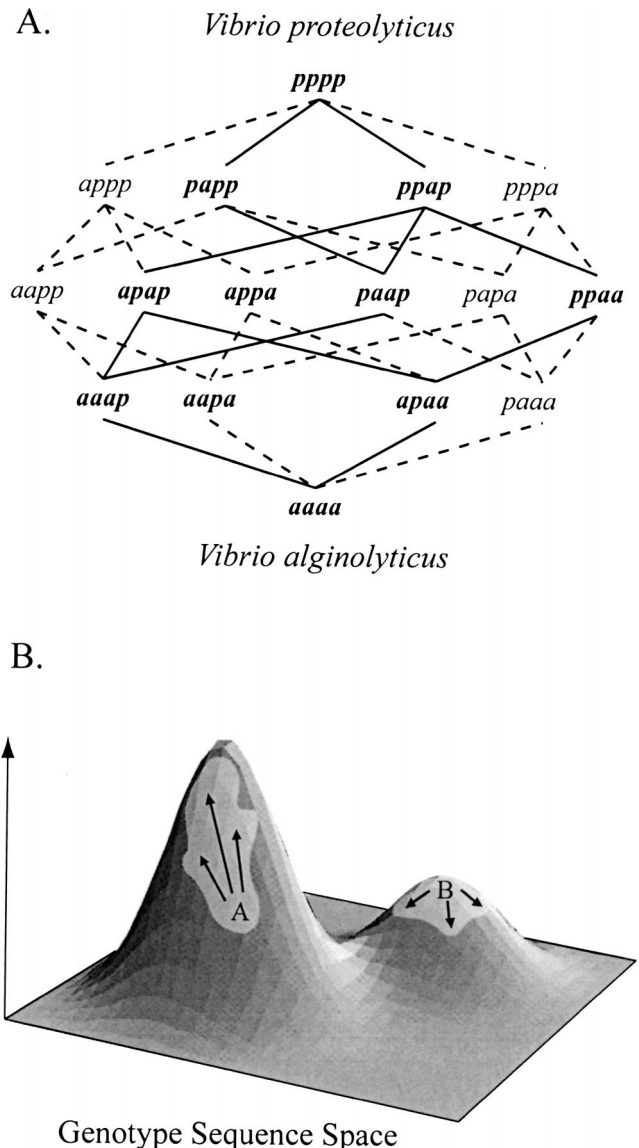 A.
Vibrio proteolyticus
pppp
appp papp ppap pppa
aapp apap appa paap papa ppaa
aaap aapa apaa paaa
aaaa
Vibrio alginolyticus
B.
A B
Genotype Sequence Space